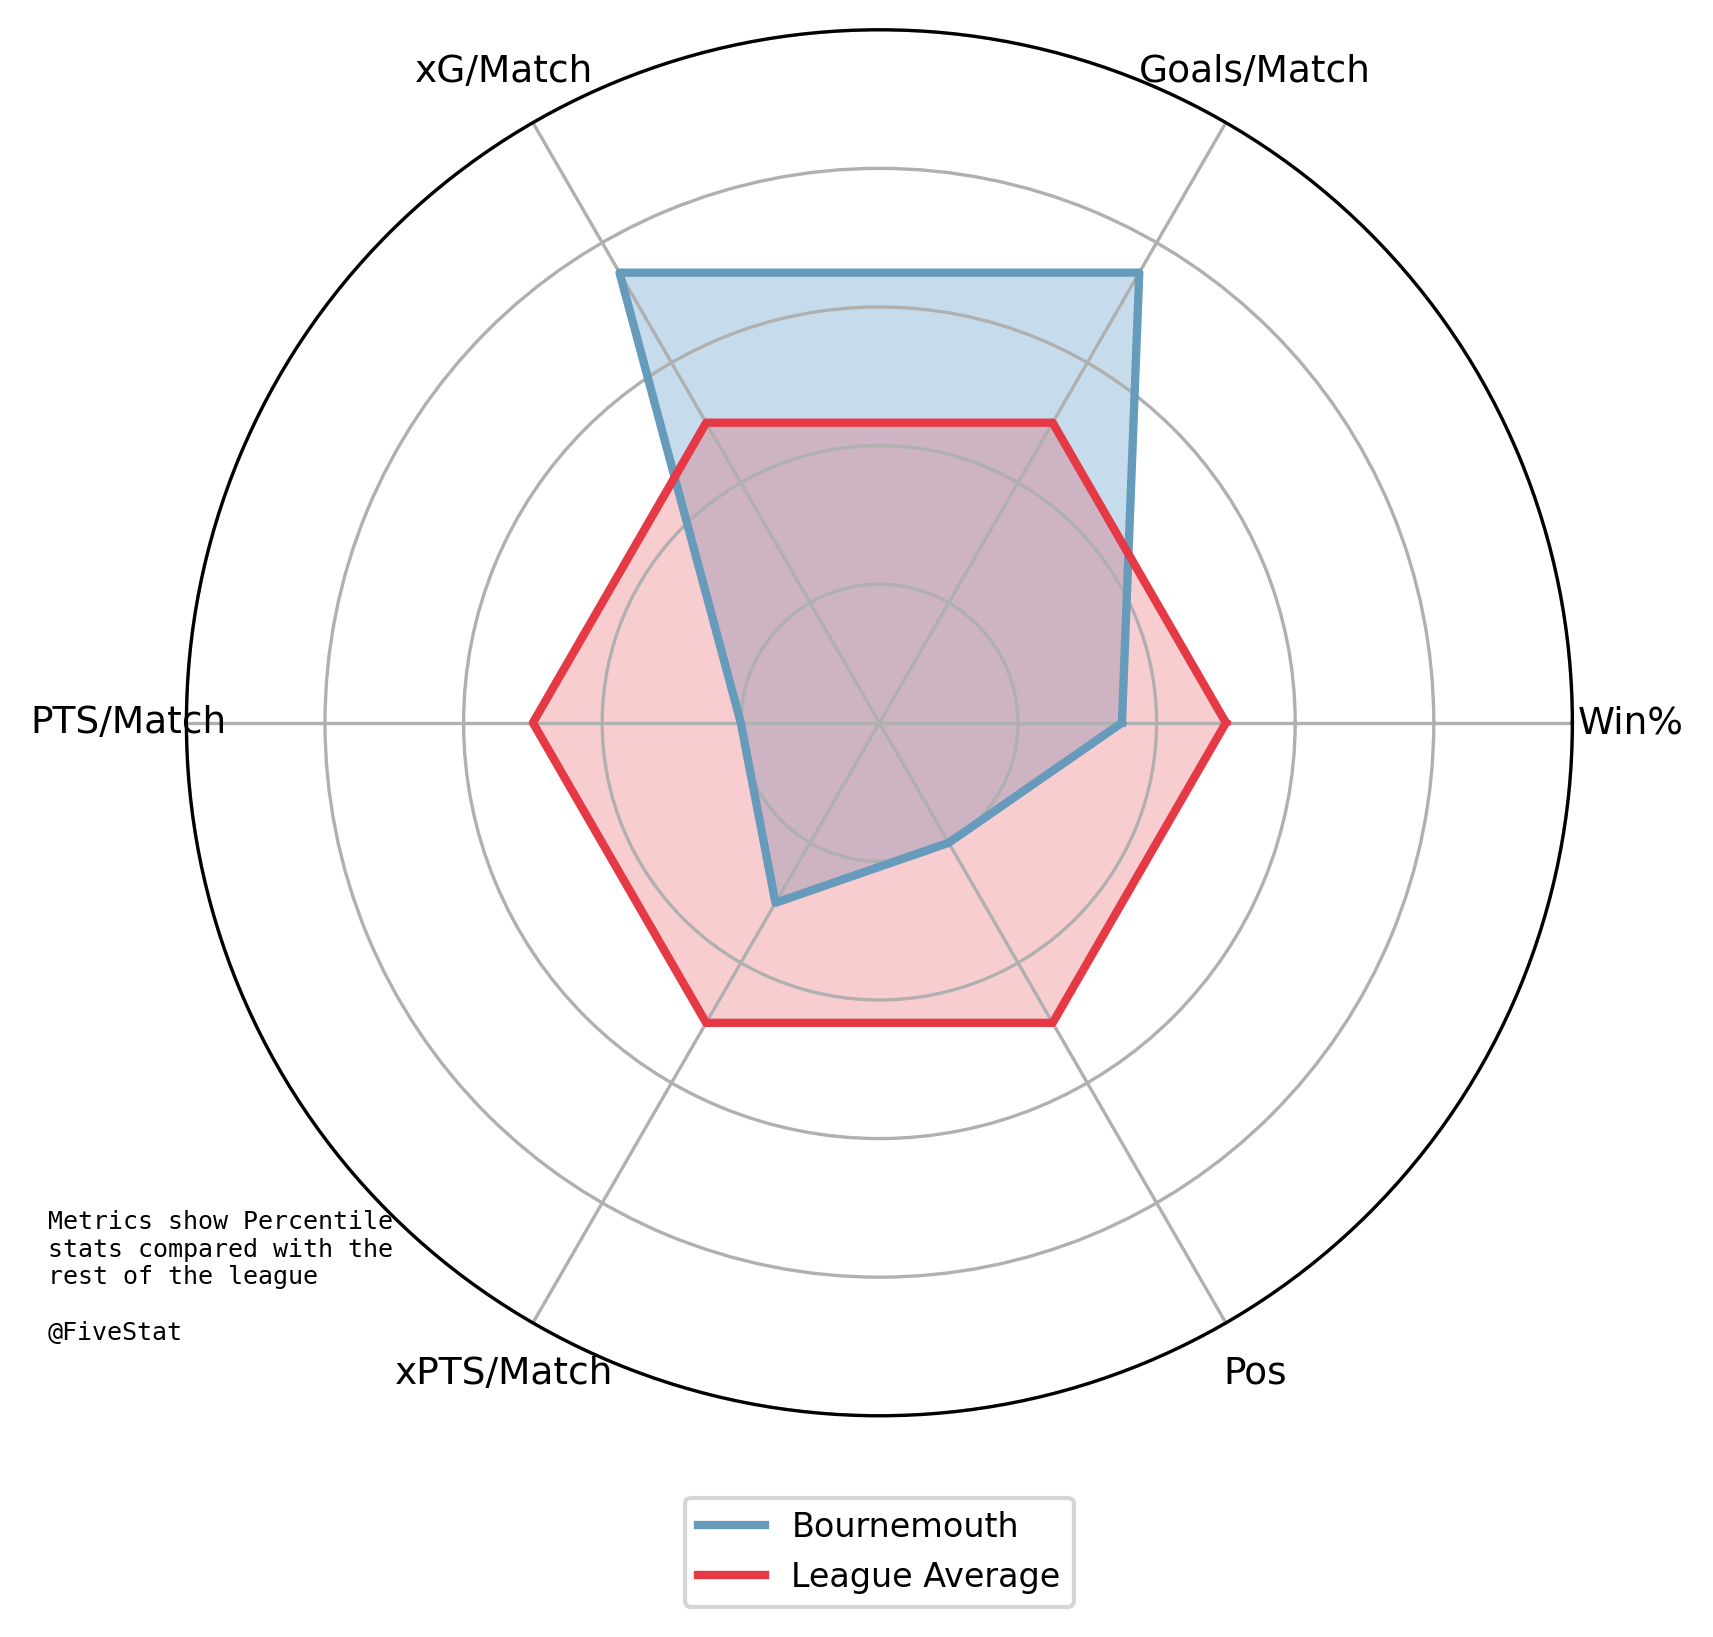 xG/Match
Goals/Match
PTS/Match
Win%
Metrics show Percentile
stats compared with the
rest of the league
@FiveStat
xPTS/Match
Pos
Bournemouth
League Average